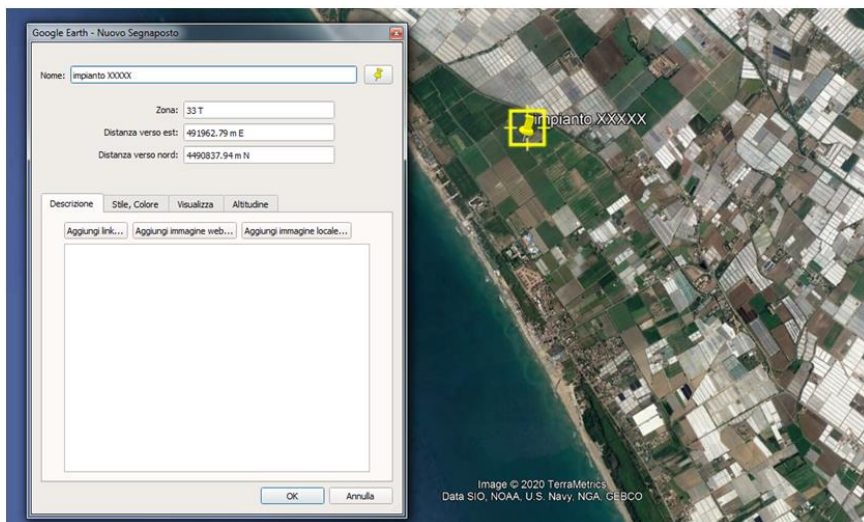 Google Earth - Nuovo Segnaposto
Nome: impianto XXXXX
Zona: 33 T
Distanza verso est: 491962.79 m E
Distanza verso nord: 4490837.94 m N
Descrizione Stile, Colore Visualizza Altitudine
Aggiungi link... Aggiungi immagine web... Aggiungi immagine locale...
OK Annulla
impianto XXXXX
Image © 2020 TerraMetrics
Data SIO, NOAA, U.S. Navy, NGA, GEBCO